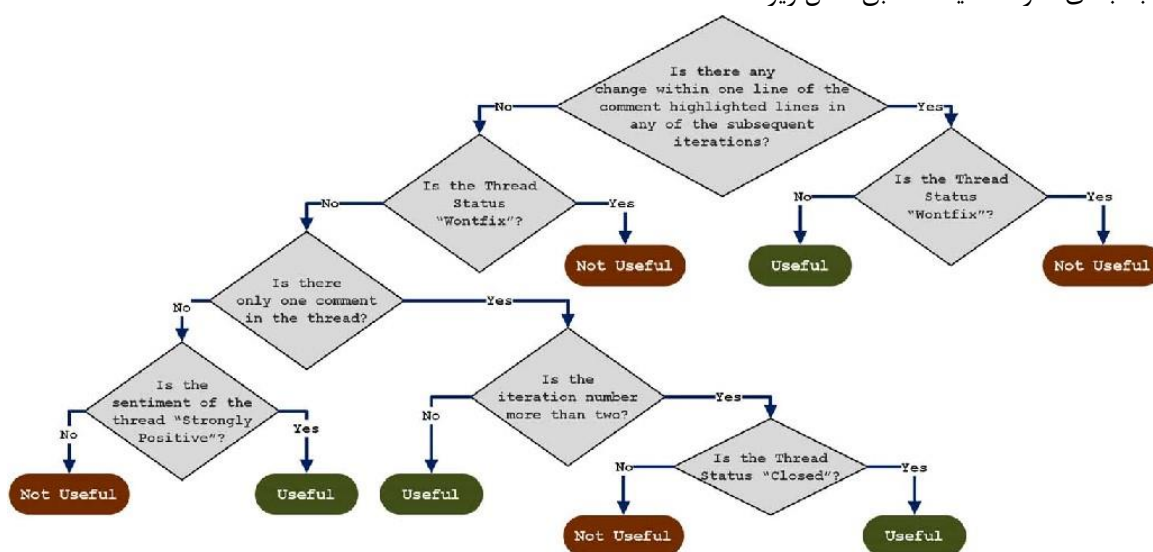 Is there any
change within one line of the
comment highlighted lines in
any of the subsequent
iterations?
No
Yes
Is the Thread
Status
“Wontfix”?
No
Yes
Is the Thread
Status
“Wontfix”?
No
Yes
Not Useful
Useful
Not Useful
Is there
only one comment
in the thread?
No
Yes
Is the
sentiment of the
thread “Strongly
Positive”?
No
Yes
Is the
iteration number
more than two?
No
Yes
Is the Thread
Status “Closed”?
No
Yes
Not Useful
Useful
Useful
Not Useful
Useful